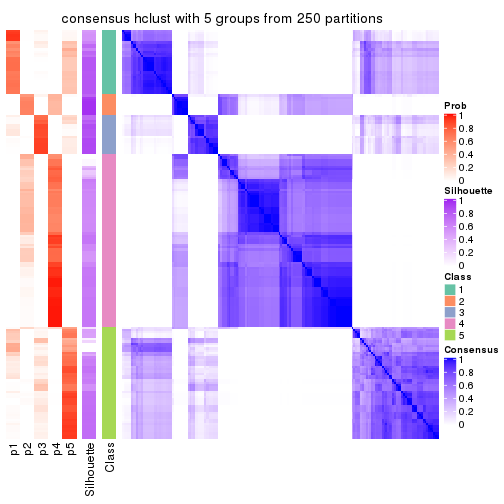 consensus hclust with 5 groups from 250 partitions
Prob
1
0.8
0.6
0.4
0.2
0
Silhouette
1
0.8
0.6
0.4
0.2
0
Class
1
2
3
4
5
Consensus
1
0.8
0.6
0.4
0.2
0
p1
p2
p3
p4
p5
Silhouette
Class